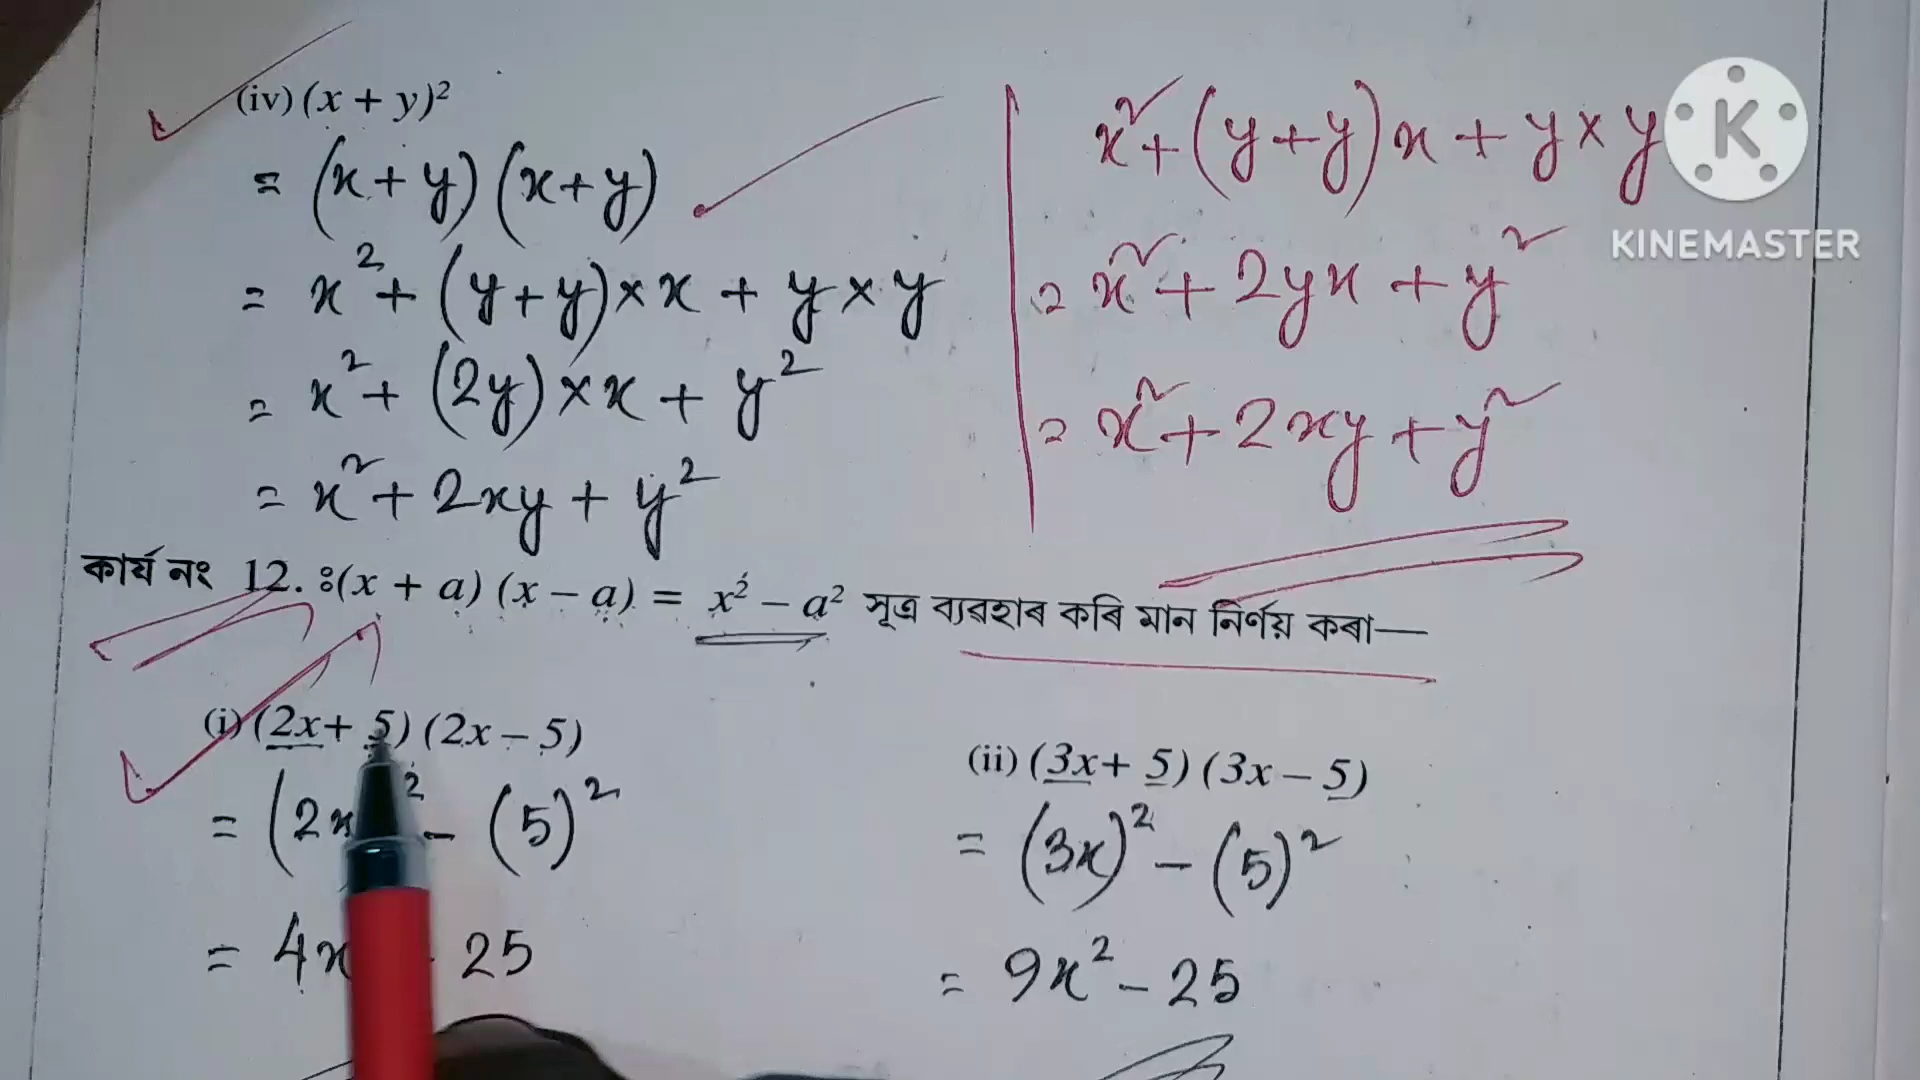 (iv) (x + y)²
= (x + y) (x + y)
= x² + (y + y) × x + y × y
= x² + (2y) × x + y²
= x² + 2xy + y²
x² + (y + y) x + y × y
= x² + 2yx + y²
= x² + 2xy + y²
K
KINEMASTER
কাৰ্য নং 12. ঃ(x + a) (x – a) = x² – a² সূত্ৰ ব্যৱহাৰ কৰি মান নিৰ্ণয় কৰা—
(i) (2x + 5) (2x – 5)
= (2x)² – (5)²
= 4x – 25
(ii) (3x + 5) (3x – 5)
= (3x)² – (5)²
= 9x² – 25